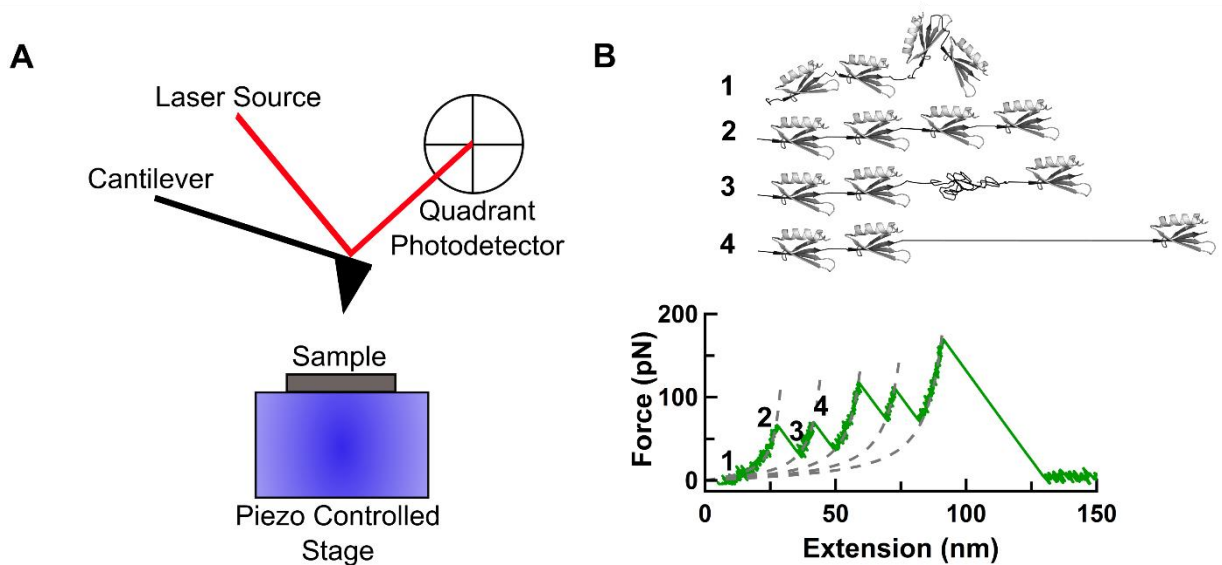 A
Laser Source
Cantilever
Quadrant
Photodetector
Sample
Piezo Controlled
Stage
B
1
2
3
4
200
100
0
Force (pN)
1
2
3
4
0
50
100
150
Extension (nm)